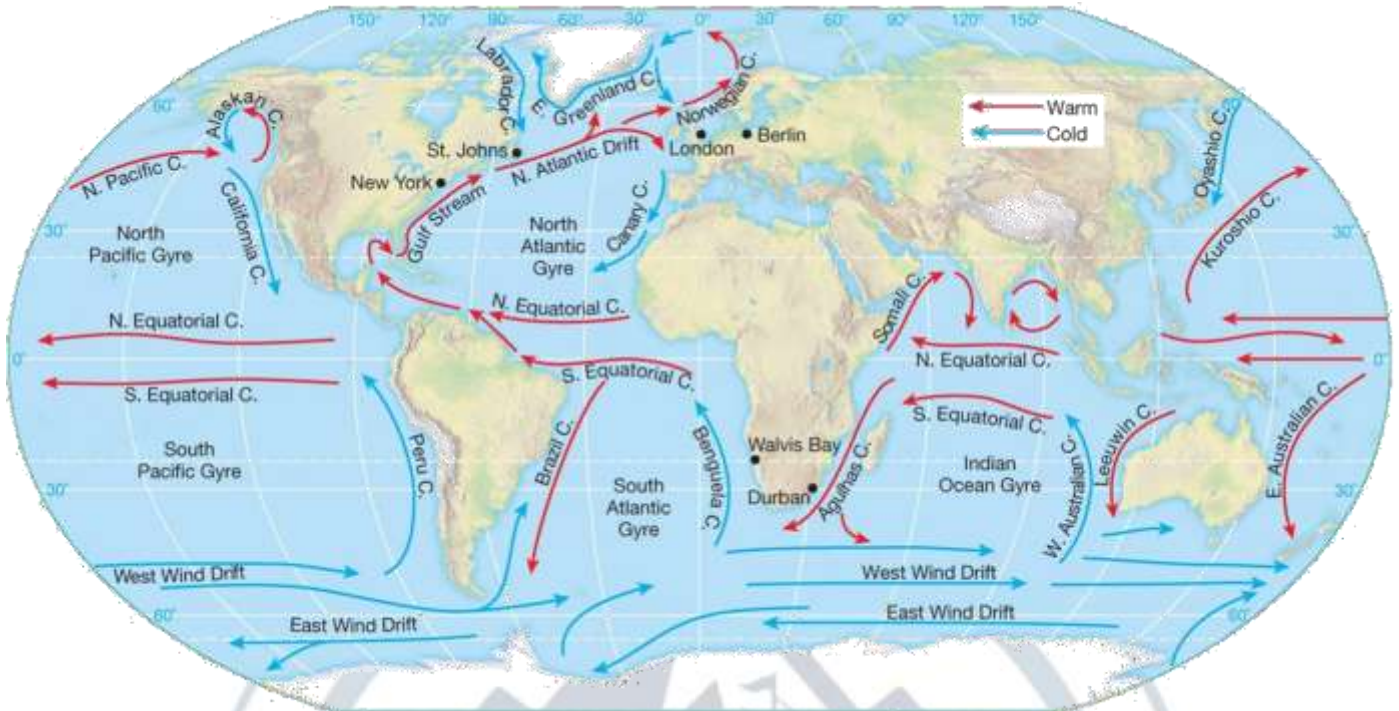 150°
120°
90°
60°
30°
0°
30°
60°
90°
120°
150°
Labrador C.
E. Greenland C.
Norwegian C.
60°
Alaskan C.
60°
Warm
Cold
St. Johns
London
Berlin
Oyashio C.
N. Pacific C.
N. Atlantic Drift
New York
Gulf Stream
California C.
Canary C.
Kuroshio C.
30°
North
Pacific Gyre
North
Atlantic
Gyre
30°
Somali C.
N. Equatorial C.
N. Equatorial C.
0°
N. Equatorial C.
0°
S. Equatorial C.
S. Equatorial C.
S. Equatorial C.
South
Pacific Gyre
Peru C.
Brazil C.
Benguela C.
Walvis Bay
Durban
Agulhas C.
Indian
Ocean Gyre
W. Australian C.
Leeuwin C.
E. Australian C.
30°
South
Atlantic
Gyre
30°
West Wind Drift
West Wind Drift
60°
East Wind Drift
East Wind Drift
60°